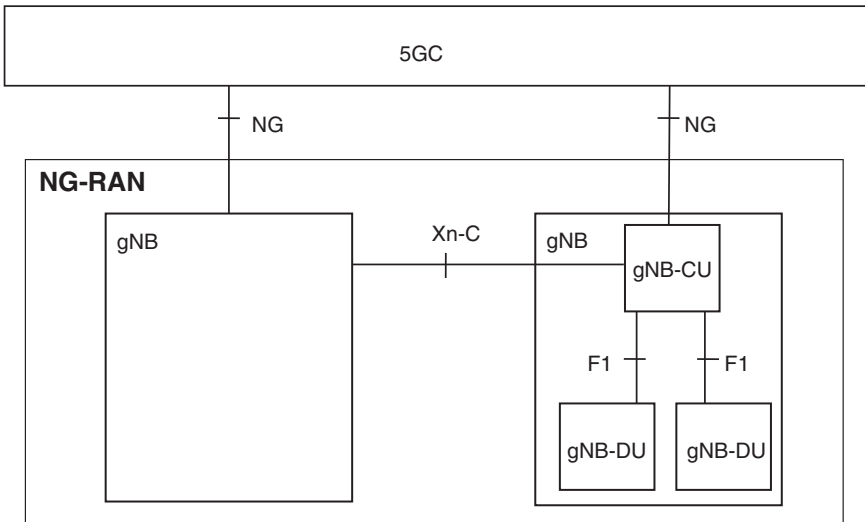 5GC
NG
NG
NG-RAN
gNB
Xn-C
gNB
gNB-CU
F1
F1
gNB-DU
gNB-DU